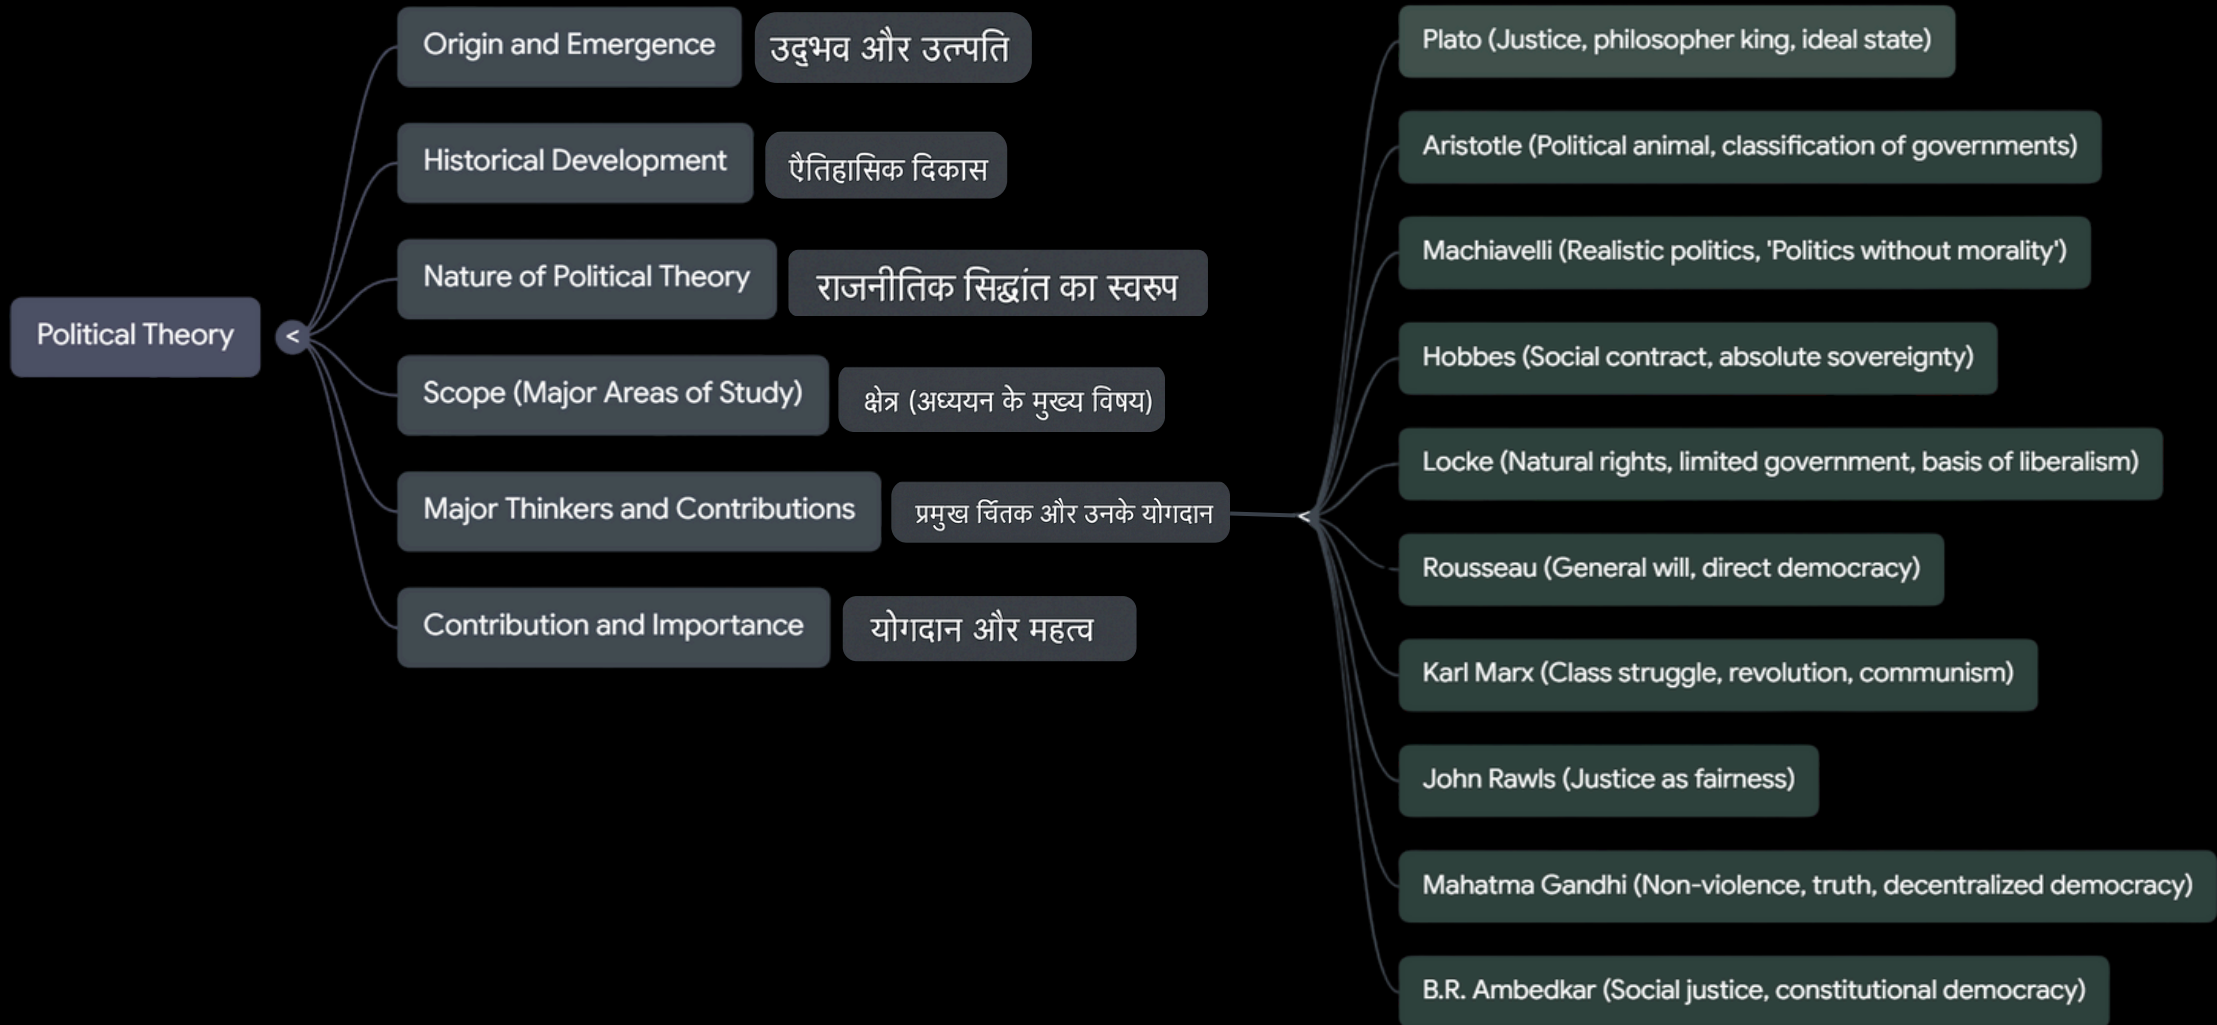 Political Theory
<
Origin and Emergence
उद्भव और उत्पति
Historical Development
ऐतिहासिक दिकास
Nature of Political Theory
राजनीतिक सिद्धांत का स्वरुप
Scope (Major Areas of Study)
क्षेत्र (अध्ययन के मुख्य विषय)
Major Thinkers and Contributions
प्रमुख चिंतक और उनके योगदान
Contribution and Importance
योगदान और महत्व
<
Plato (Justice, philosopher king, ideal state)
Aristotle (Political animal, classification of governments)
Machiavelli (Realistic politics, 'Politics without morality')
Hobbes (Social contract, absolute sovereignty)
Locke (Natural rights, limited government, basis of liberalism)
Rousseau (General will, direct democracy)
Karl Marx (Class struggle, revolution, communism)
John Rawls (Justice as fairness)
Mahatma Gandhi (Non-violence, truth, decentralized democracy)
B.R. Ambedkar (Social justice, constitutional democracy)